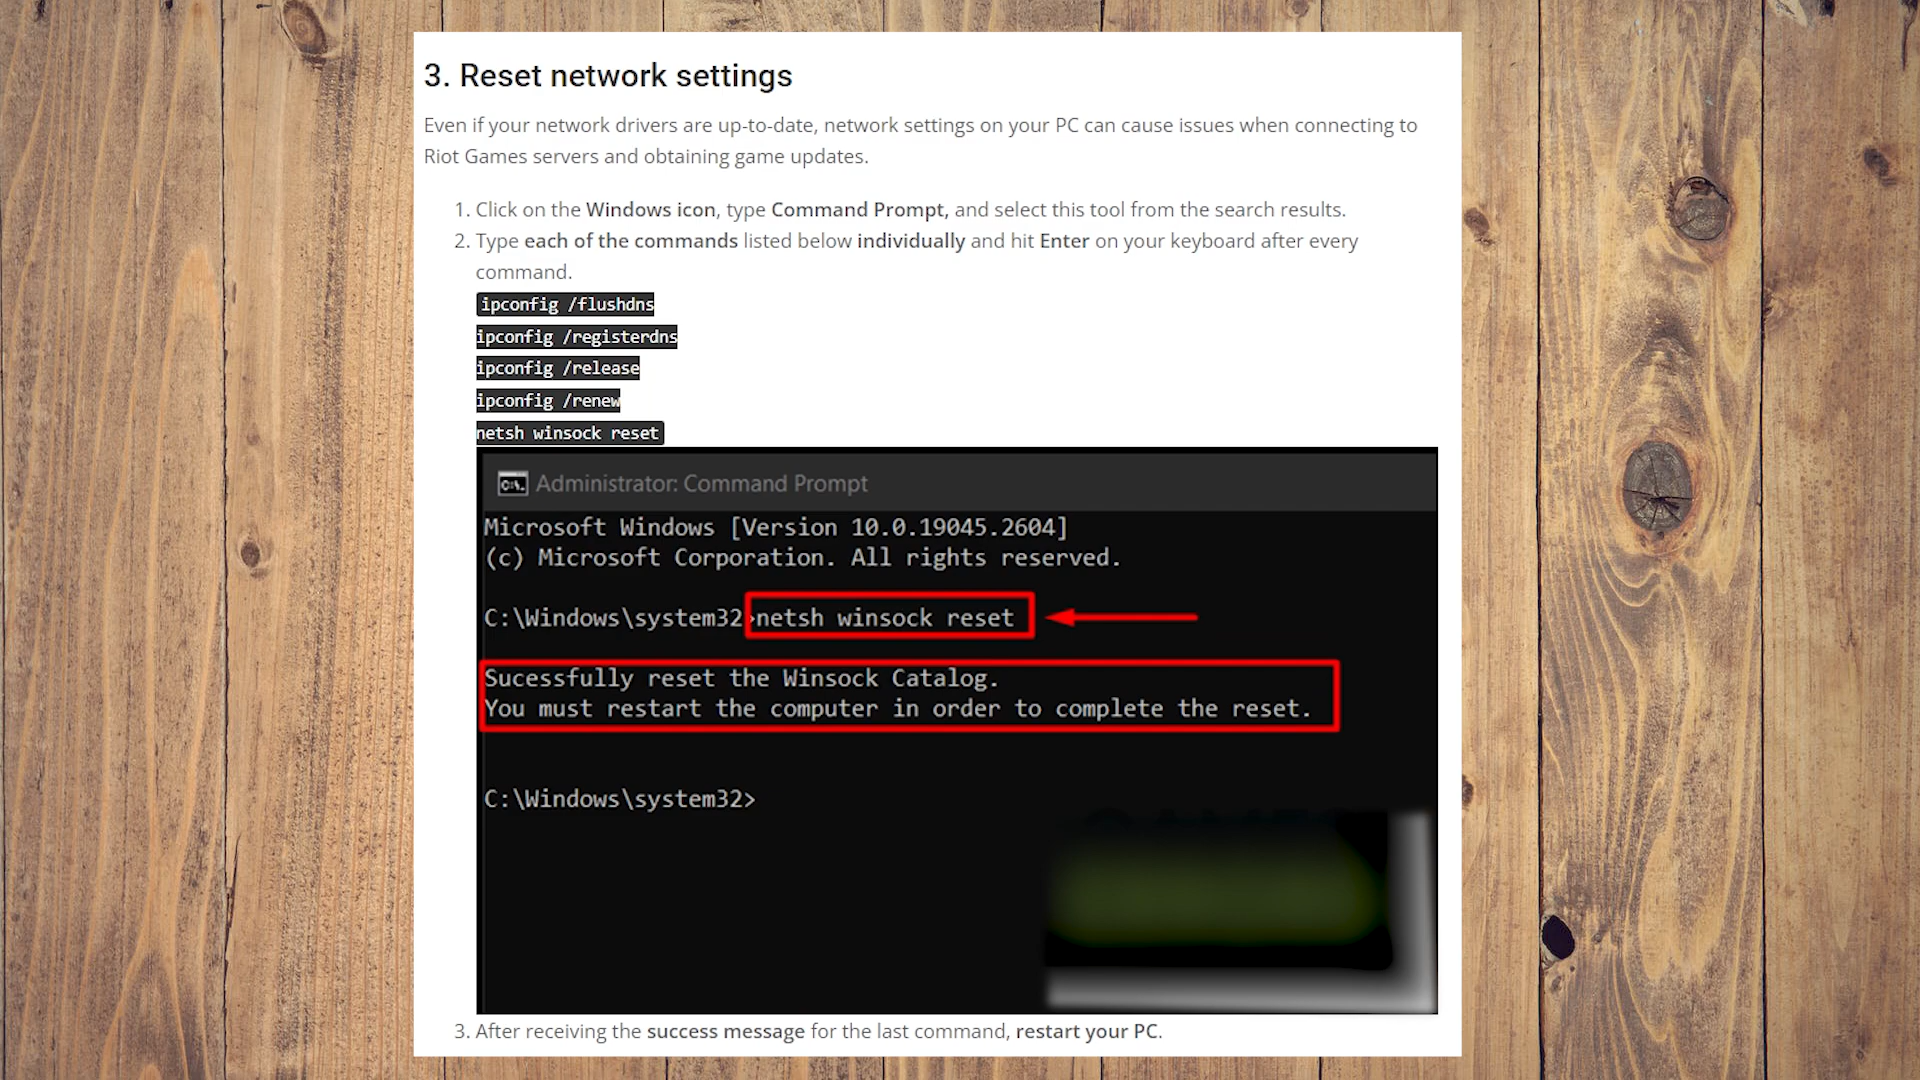 3. Reset network settings
Even if your network drivers are up-to-date, network settings on your PC can cause issues when connecting to
Riot Games servers and obtaining game updates.
1. Click on the Windows icon, type Command Prompt, and select this tool from the search results.
2. Type each of the commands listed below individually and hit Enter on your keyboard after every
command.
ipconfig /flushdns
ipconfig /registerdns
ipconfig /release
ipconfig /renew
netsh winsock reset
Administrator: Command Prompt
Microsoft Windows [Version 10.0.19045.2604]
(c) Microsoft Corporation. All rights reserved.
C:\Windows\system32>netsh winsock reset
Sucessfully reset the Winsock Catalog.
You must restart the computer in order to complete the reset.
C:\Windows\system32>
3. After receiving the success message for the last command, restart your PC.